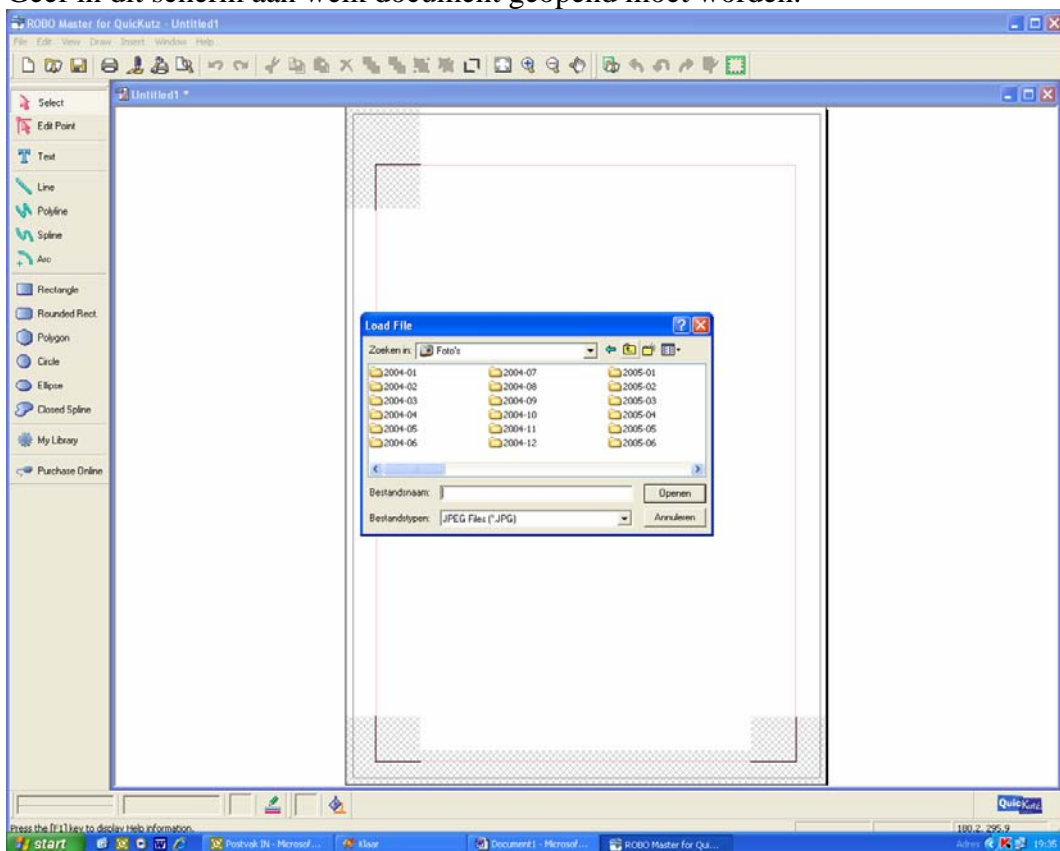 Geef in dit scherm aan welk document geopend moet worden.
ROBO Master for QuicKutz - Untitled1
File Edit View Draw Insert Window Help
Untitled1 *
Select
Edit Point
Text
Line
Polyline
Spline
Arc
Rectangle
Rounded Rect.
Polygon
Circle
Ellipse
Closed Spline
My Library
Purchase Online
Load File
Zoeken in: Foto's
2004-01 2004-07 2005-01
2004-02 2004-08 2005-02
2004-03 2004-09 2005-03
2004-04 2004-10 2005-04
2004-05 2004-11 2005-05
2004-06 2004-12 2005-06
Bestandsnaam: Openen
Bestandstypen: JPEG Files (*.JPG) Annuleren
QuicKutz
Press the [F1] key to display Help information. 100.2, 295.9
start Postvak IN - Microsof... Klaar Document1 - Microsof... ROBO Master for Qui... Adres 19:35